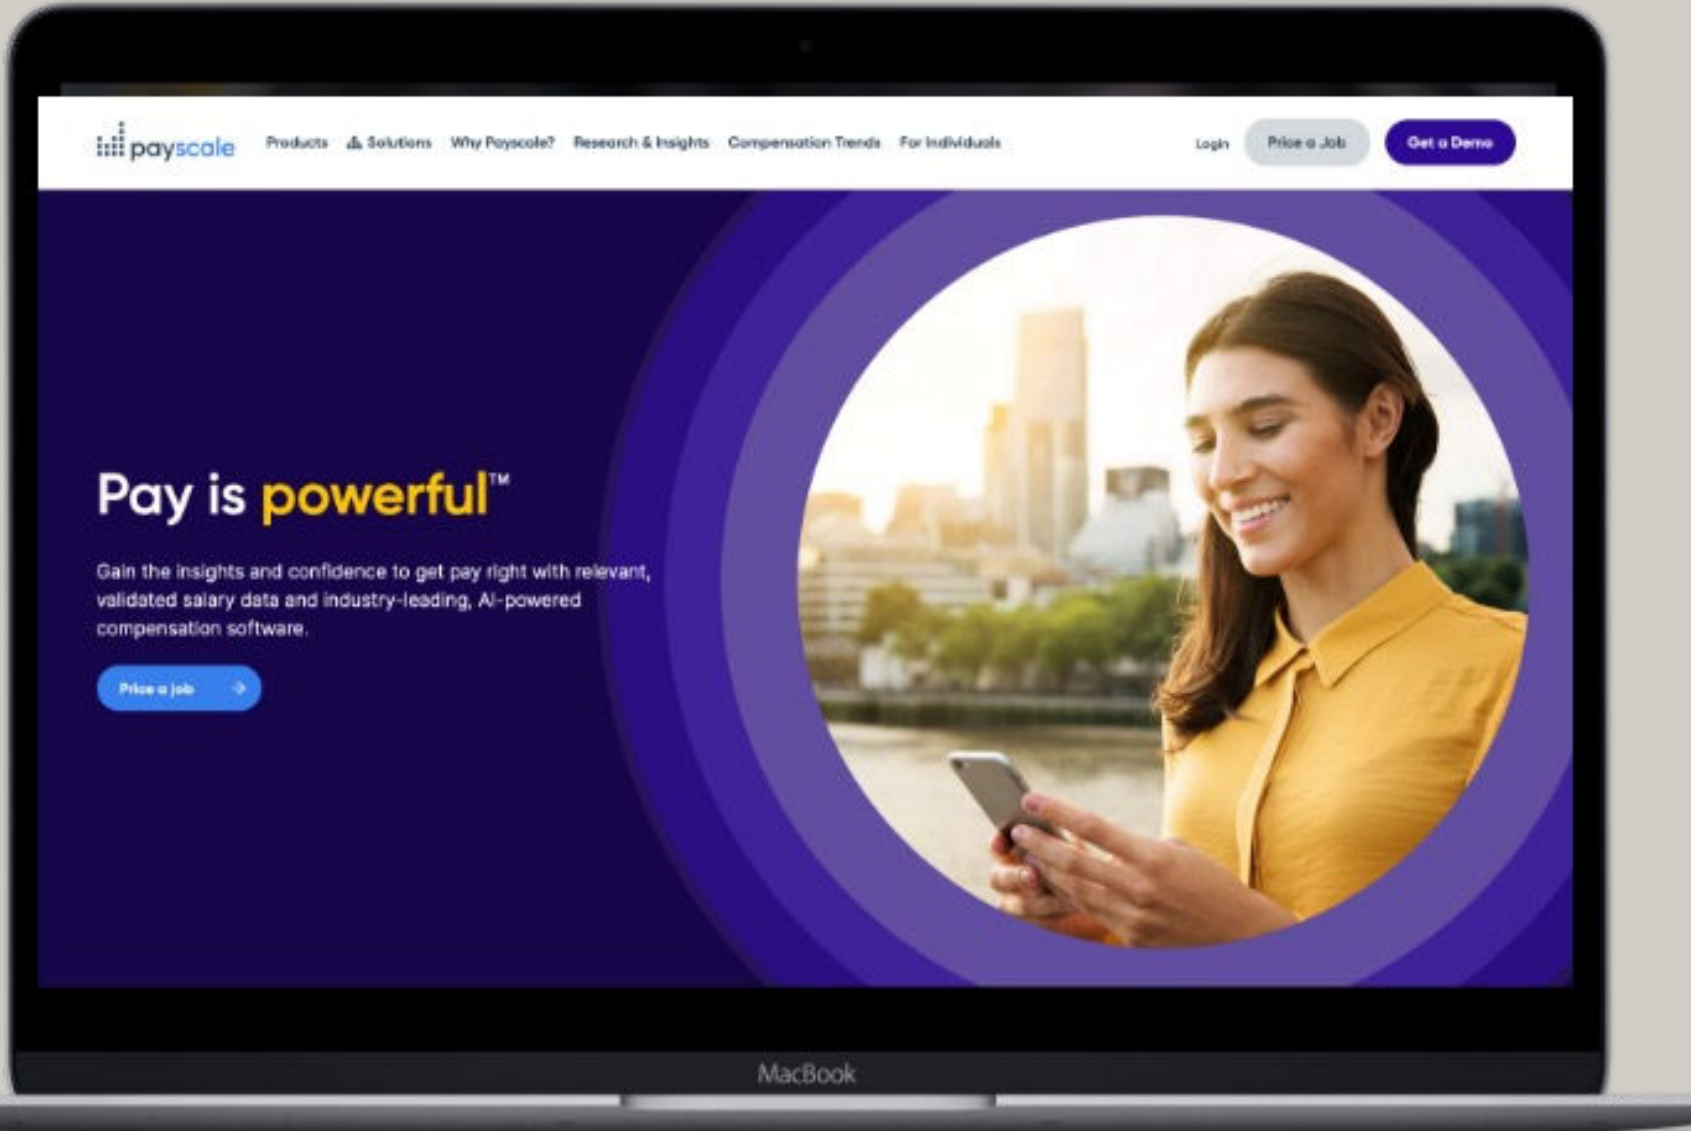 payscale
Products Solutions Why Payscale? Research & Insights Compensation Trends For Individuals
Login Price a Job Get a Demo
Pay is powerful™
Gain the insights and confidence to get pay right with relevant,
validated salary data and industry-leading, AI-powered
compensation software.
Price a job
MacBook